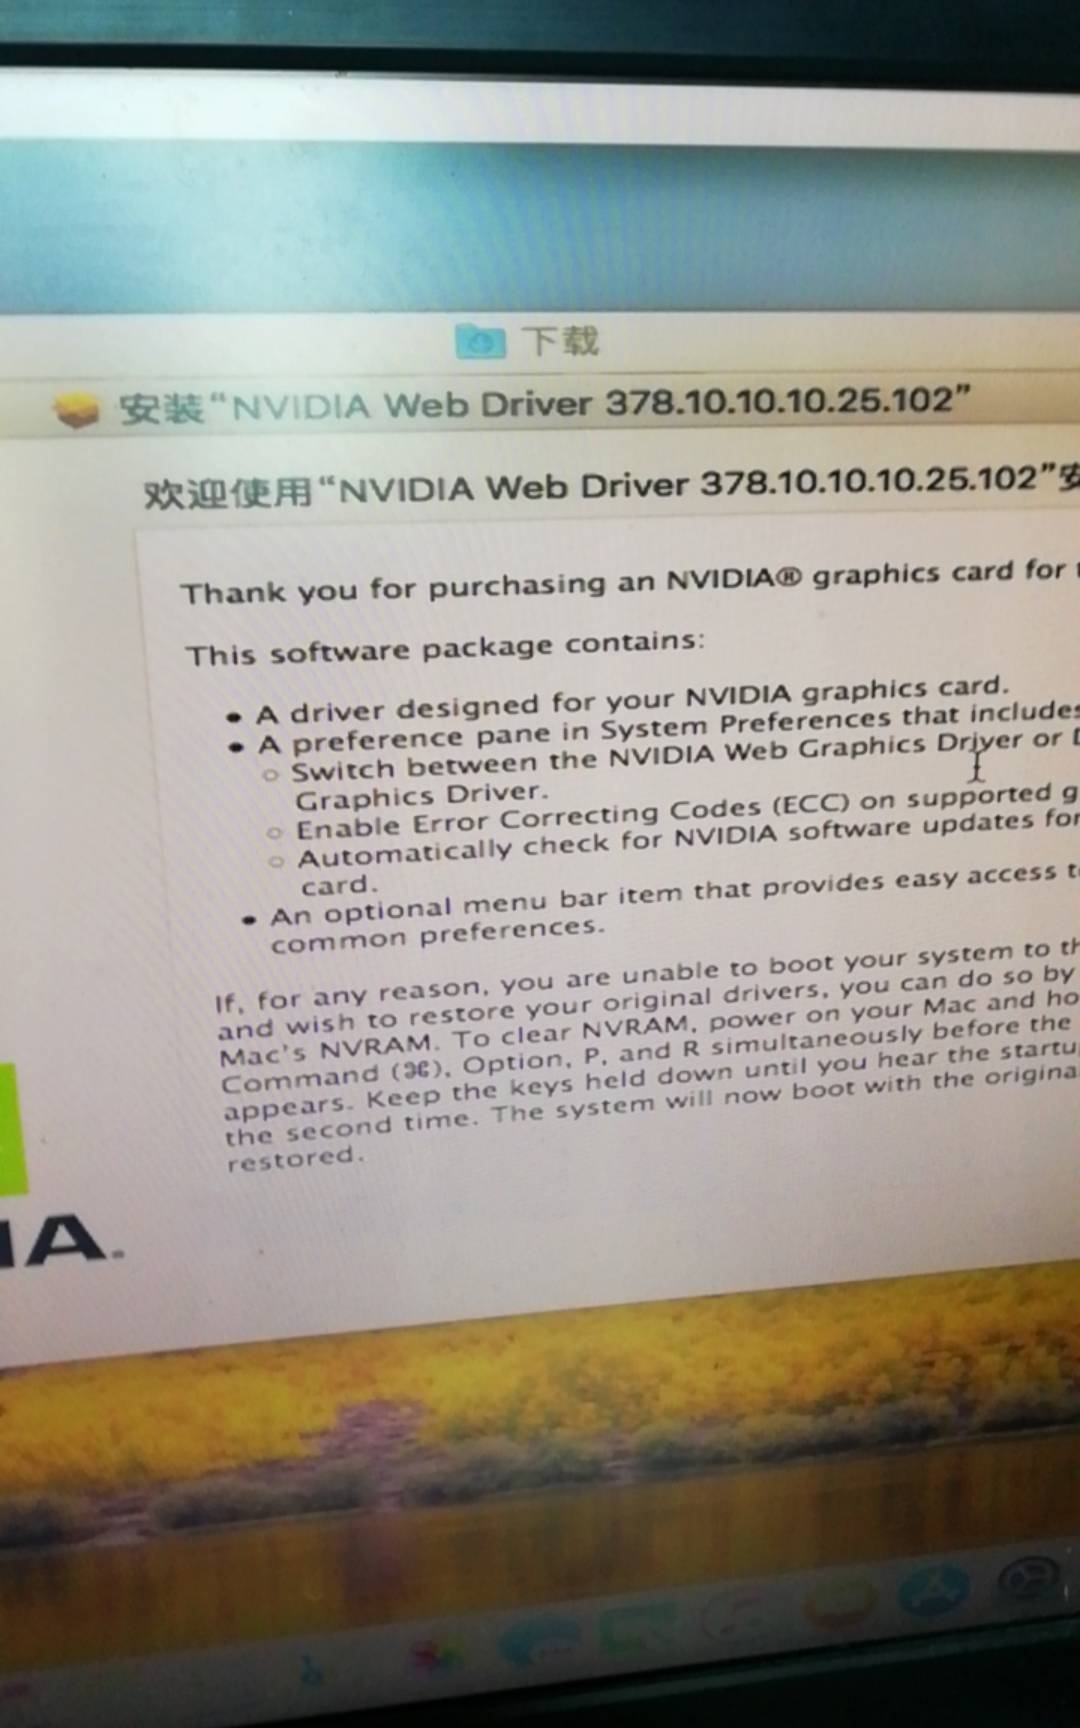 下载
安装“NVIDIA Web Driver 378.10.10.10.25.102”
欢迎使用“NVIDIA Web Driver 378.10.10.10.25.102”安
Thank you for purchasing an NVIDIA® graphics card for
This software package contains:
• A driver designed for your NVIDIA graphics card.
• A preference pane in System Preferences that includes
○ Switch between the NVIDIA Web Graphics Driver or
Graphics Driver.
○ Enable Error Correcting Codes (ECC) on supported g
○ Automatically check for NVIDIA software updates for
card.
• An optional menu bar item that provides easy access t
common preferences.
If, for any reason, you are unable to boot your system to th
and wish to restore your original drivers, you can do so by
Mac's NVRAM. To clear NVRAM, power on your Mac and ho
Command (⌘), Option, P, and R simultaneously before the
appears. Keep the keys held down until you hear the startu
the second time. The system will now boot with the origina
restored.
IA.